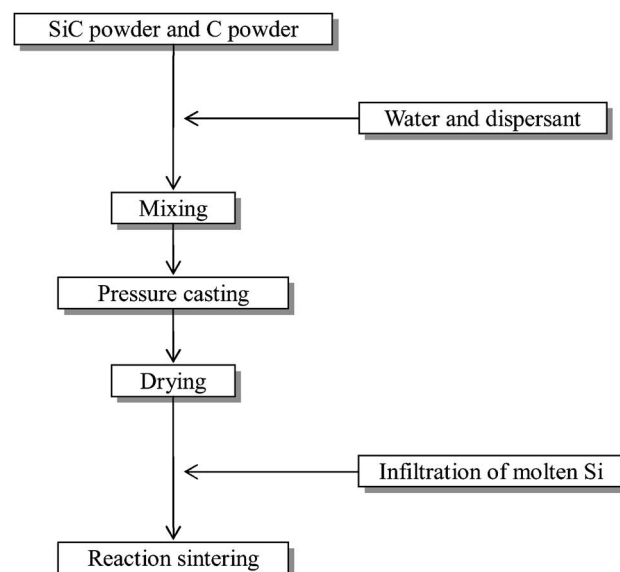 SiC powder and C powder
Water and dispersant
Mixing
Pressure casting
Drying
Infiltration of molten Si
Reaction sintering